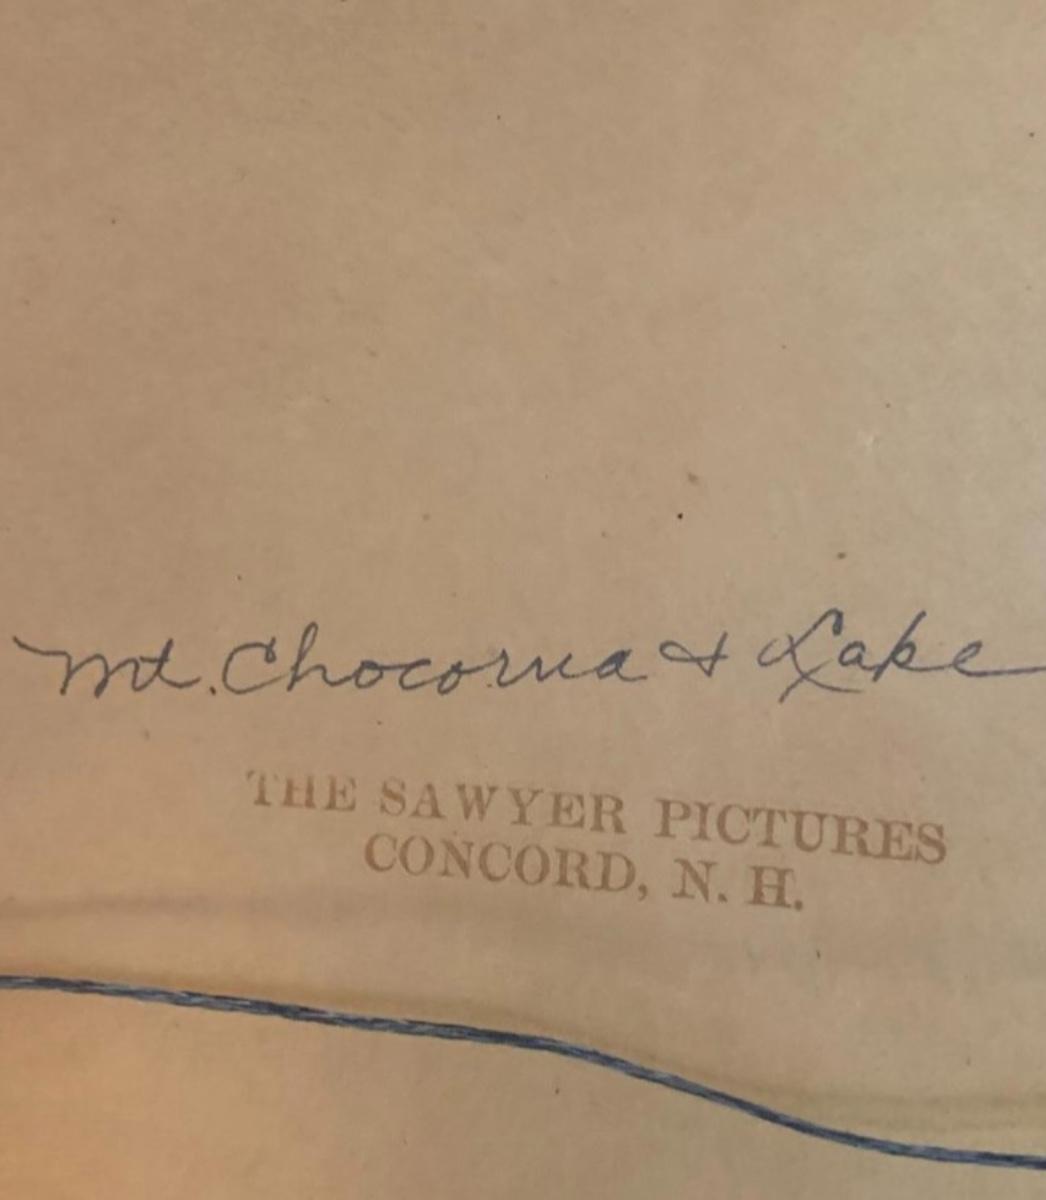 Mt. Chocorua & Lake
THE SAWYER PICTURES
CONCORD, N. H.